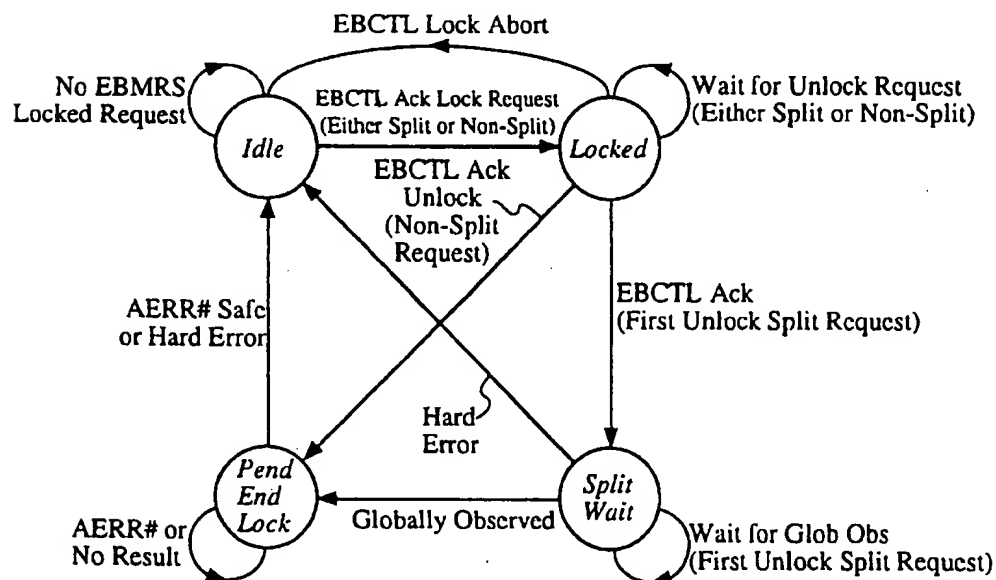 EBCTL Lock Abort
No EBMRS
Locked Request
EBCTL Ack Lock Request
(Either Split or Non-Split)
Wait for Unlock Request
(Either Split or Non-Split)
Idle
Locked
EBCTL Ack
Unlock
(Non-Split
Request)
AERR# Safe
or Hard Error
EBCTL Ack
(First Unlock Split Request)
Hard
Error
Pend
End
Lock
Split
Wait
Globally Observed
AERR# or
No Result
Wait for Glob Obs
(First Unlock Split Request)